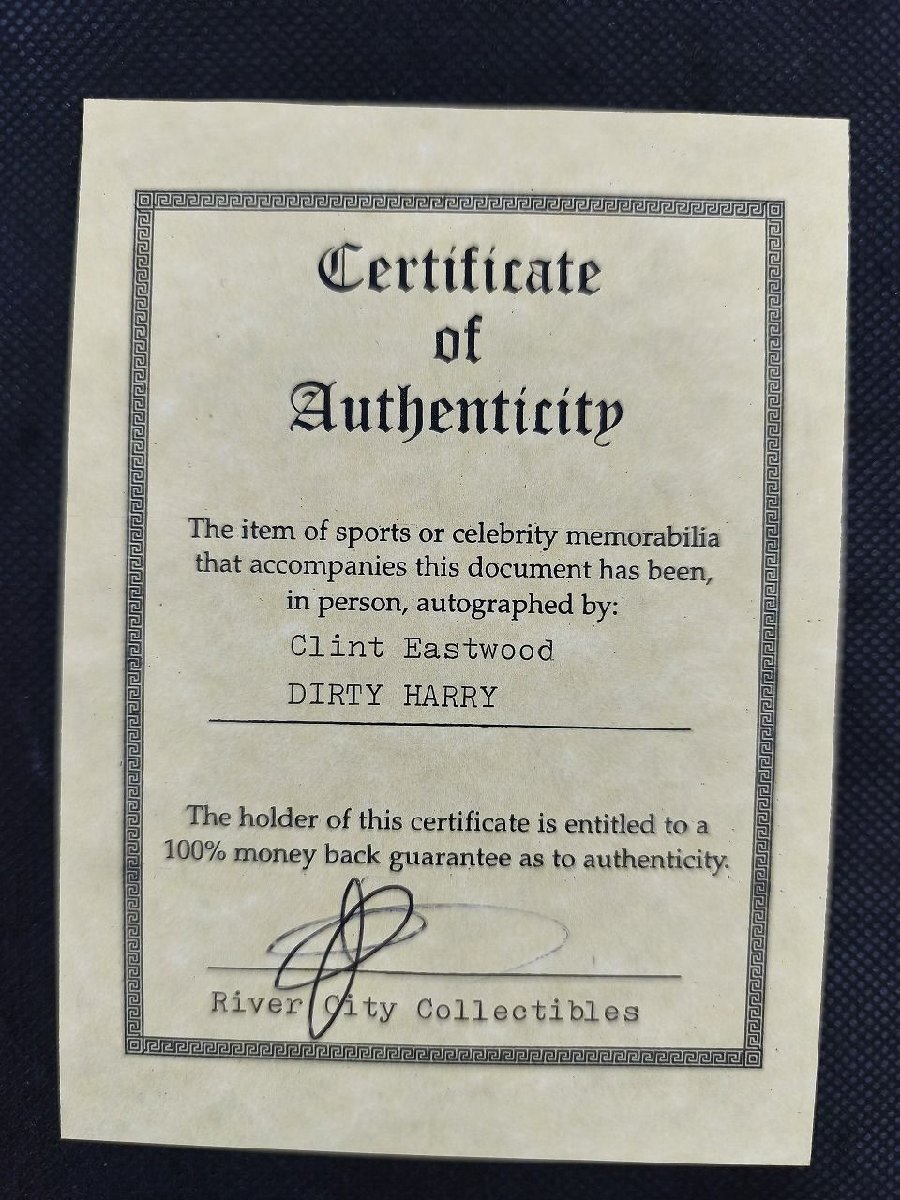 Certificate
of
Authenticity
The item of sports or celebrity memorabilia
that accompanies this document has been,
in person, autographed by:
Clint Eastwood
DIRTY HARRY
The holder of this certificate is entitled to a
100% money back guarantee as to authenticity.
River City Collectibles